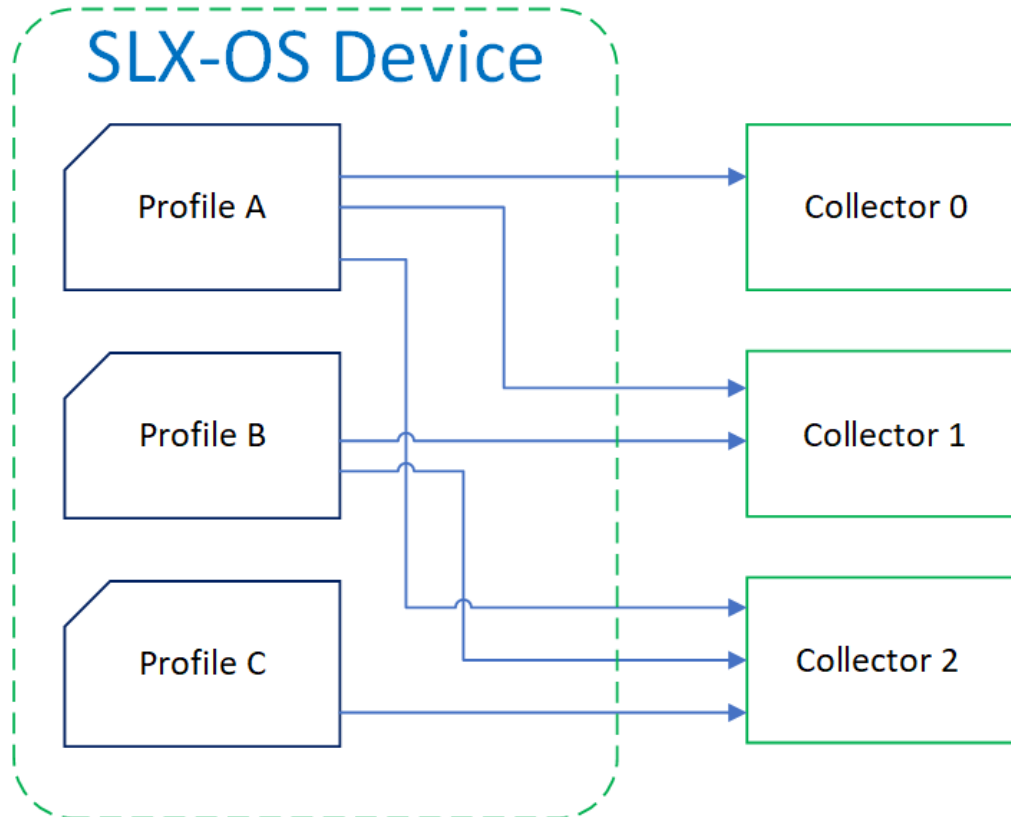 SLX-OS Device
Profile A
Collector 0
Profile B
Collector 1
Profile C
Collector 2